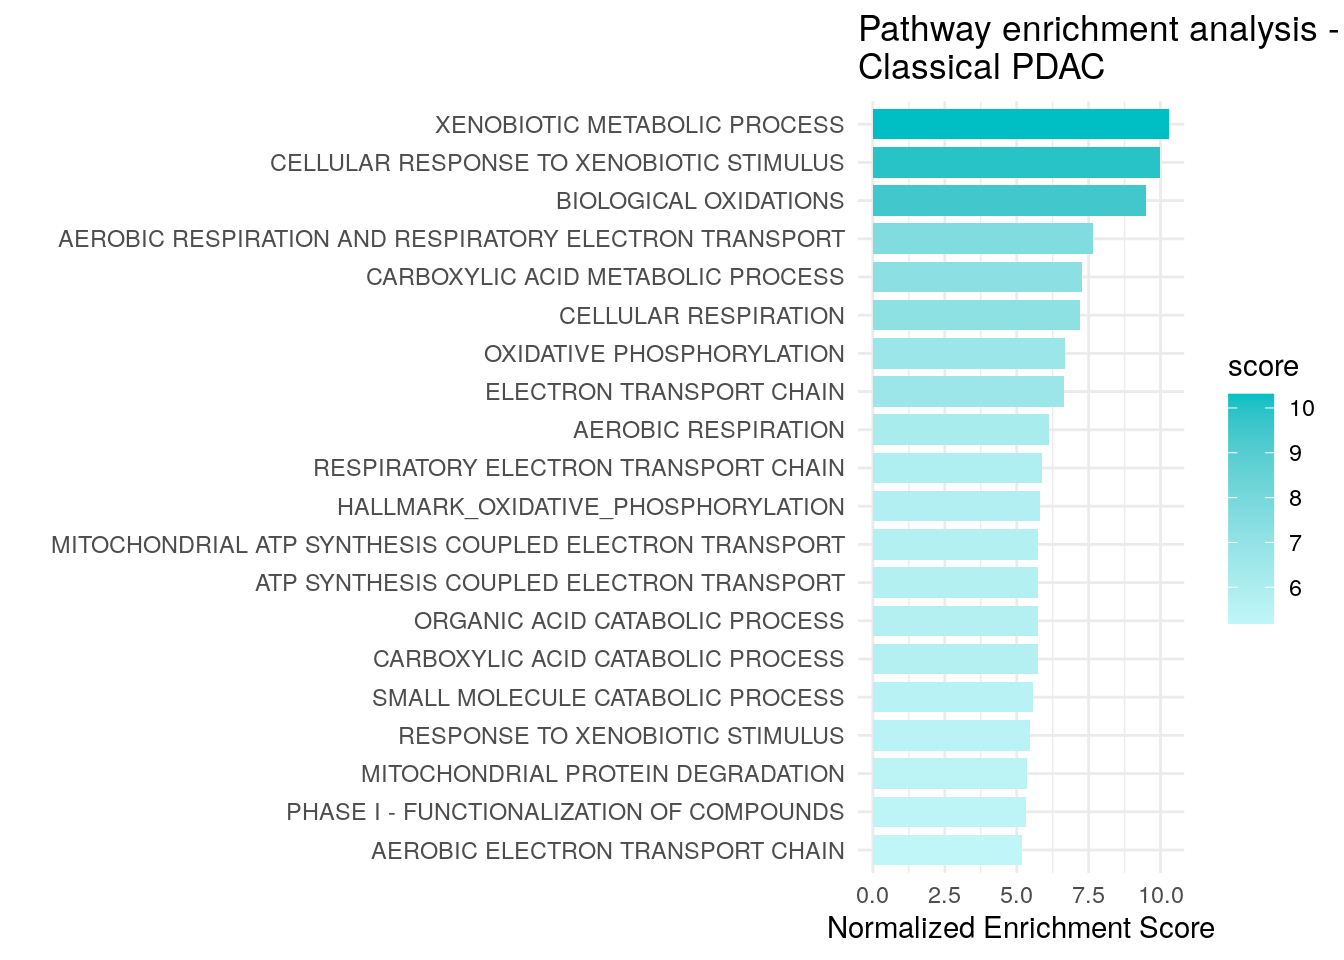 Pathway enrichment analysis -
Classical PDAC
XENOBIOTIC METABOLIC PROCESS
CELLULAR RESPONSE TO XENOBIOTIC STIMULUS
BIOLOGICAL OXIDATIONS
AEROBIC RESPIRATION AND RESPIRATORY ELECTRON TRANSPORT
CARBOXYLIC ACID METABOLIC PROCESS
CELLULAR RESPIRATION
OXIDATIVE PHOSPHORYLATION
ELECTRON TRANSPORT CHAIN
AEROBIC RESPIRATION
RESPIRATORY ELECTRON TRANSPORT CHAIN
HALLMARK_OXIDATIVE_PHOSPHORYLATION
MITOCHONDRIAL ATP SYNTHESIS COUPLED ELECTRON TRANSPORT
ATP SYNTHESIS COUPLED ELECTRON TRANSPORT
ORGANIC ACID CATABOLIC PROCESS
CARBOXYLIC ACID CATABOLIC PROCESS
SMALL MOLECULE CATABOLIC PROCESS
RESPONSE TO XENOBIOTIC STIMULUS
MITOCHONDRIAL PROTEIN DEGRADATION
PHASE I - FUNCTIONALIZATION OF COMPOUNDS
AEROBIC ELECTRON TRANSPORT CHAIN
0.0 2.5 5.0 7.5 10.0
Normalized Enrichment Score
score
10
9
8
7
6